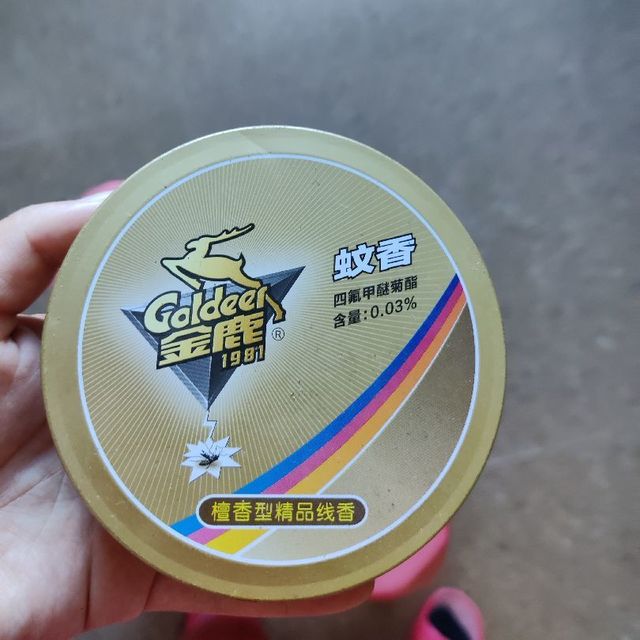 Goldeer
金鹿®
1981
蚊香
四氟甲醚菊酯
含量:0.03%
檀香型精品线香